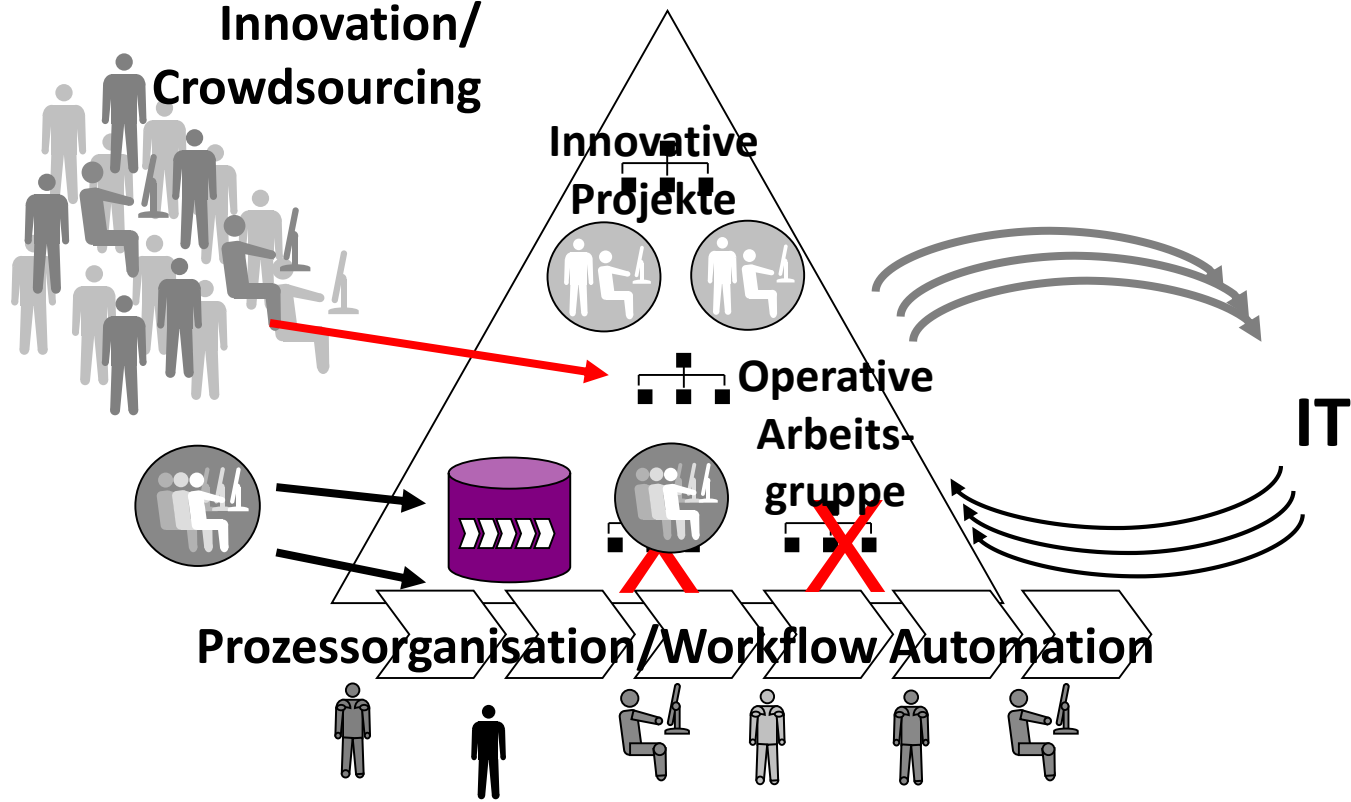 Innovation/
Crowdsourcing
Innovative
Projekte
Operative
Arbeits-
gruppe
IT
Prozessorganisation/Workflow Automation